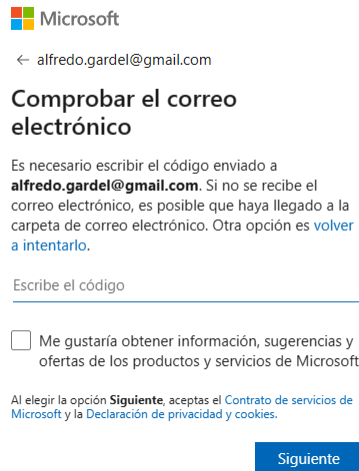 Microsoft
← alfredo.gardel@gmail.com
Comprobar el correo
electrónico
Es necesario escribir el código enviado a
alfredo.gardel@gmail.com. Si no se recibe el
correo electrónico, es posible que haya llegado a la
carpeta de correo electrónico. Otra opción es volver
a intentarlo.
Escribe el código
Me gustaría obtener información, sugerencias y
ofertas de los productos y servicios de Microsoft
Al elegir la opción Siguiente, aceptas el Contrato de servicios de
Microsoft y la Declaración de privacidad y cookies.
Siguiente